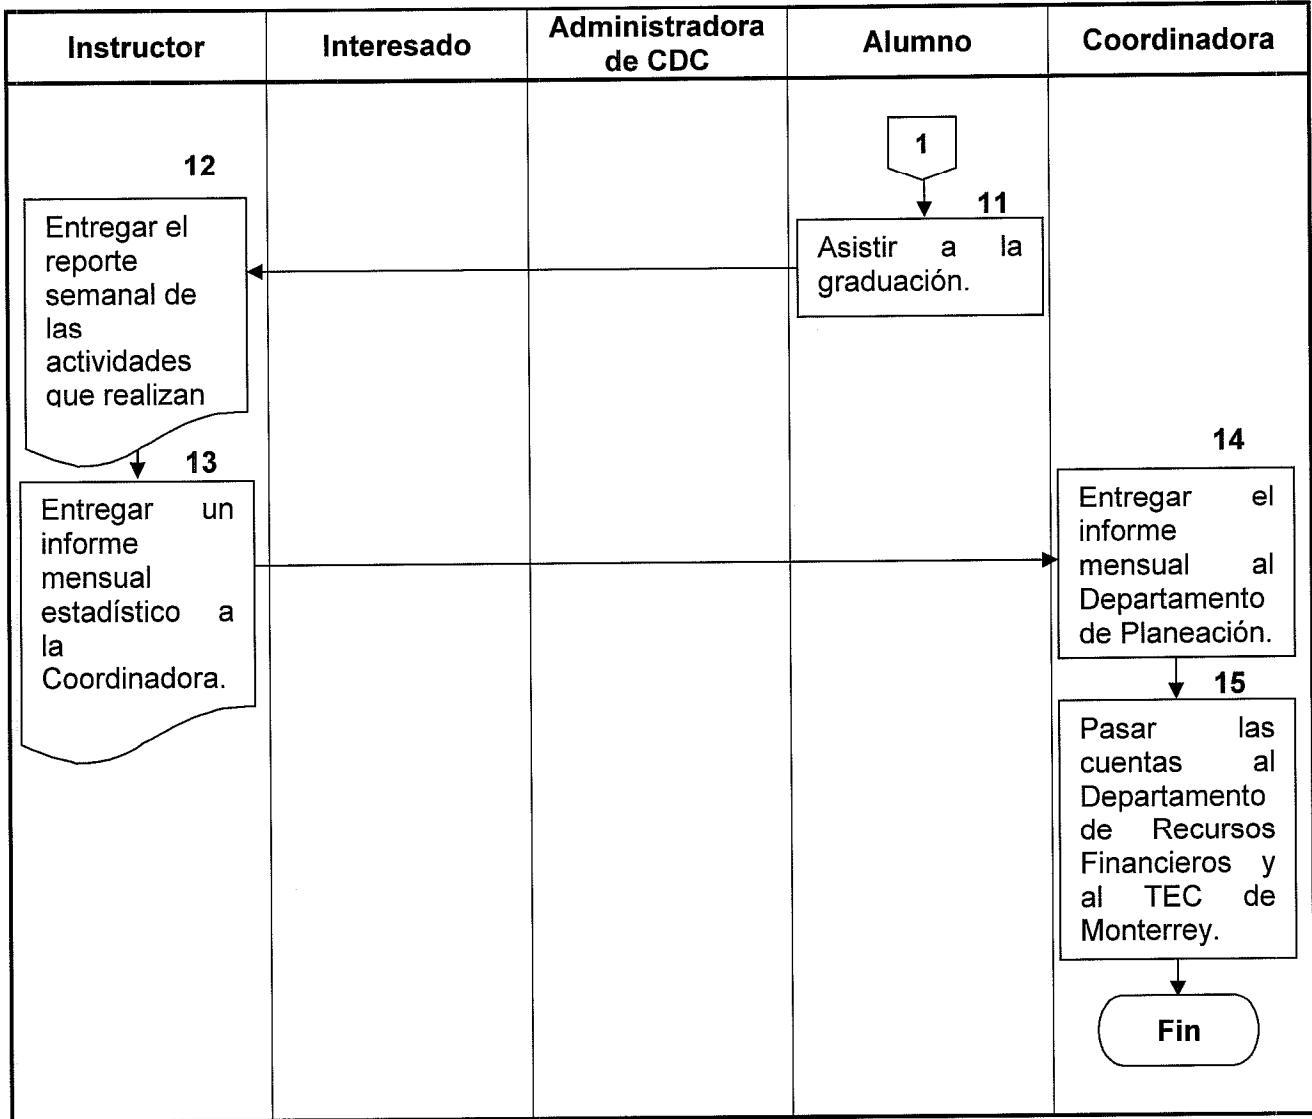 Instructor
Interesado
Administradora
de CDC
Alumno
Coordinadora
1
11
Asistir a la
graduación.
12
Entregar el
reporte
semanal de
las
actividades
que realizan
13
Entregar un
informe
mensual
estadístico a
la
Coordinadora.
14
Entregar el
informe
mensual al
Departamento
de Planeación.
15
Pasar las
cuentas al
Departamento
de Recursos
Financieros y
al TEC de
Monterrey.
Fin